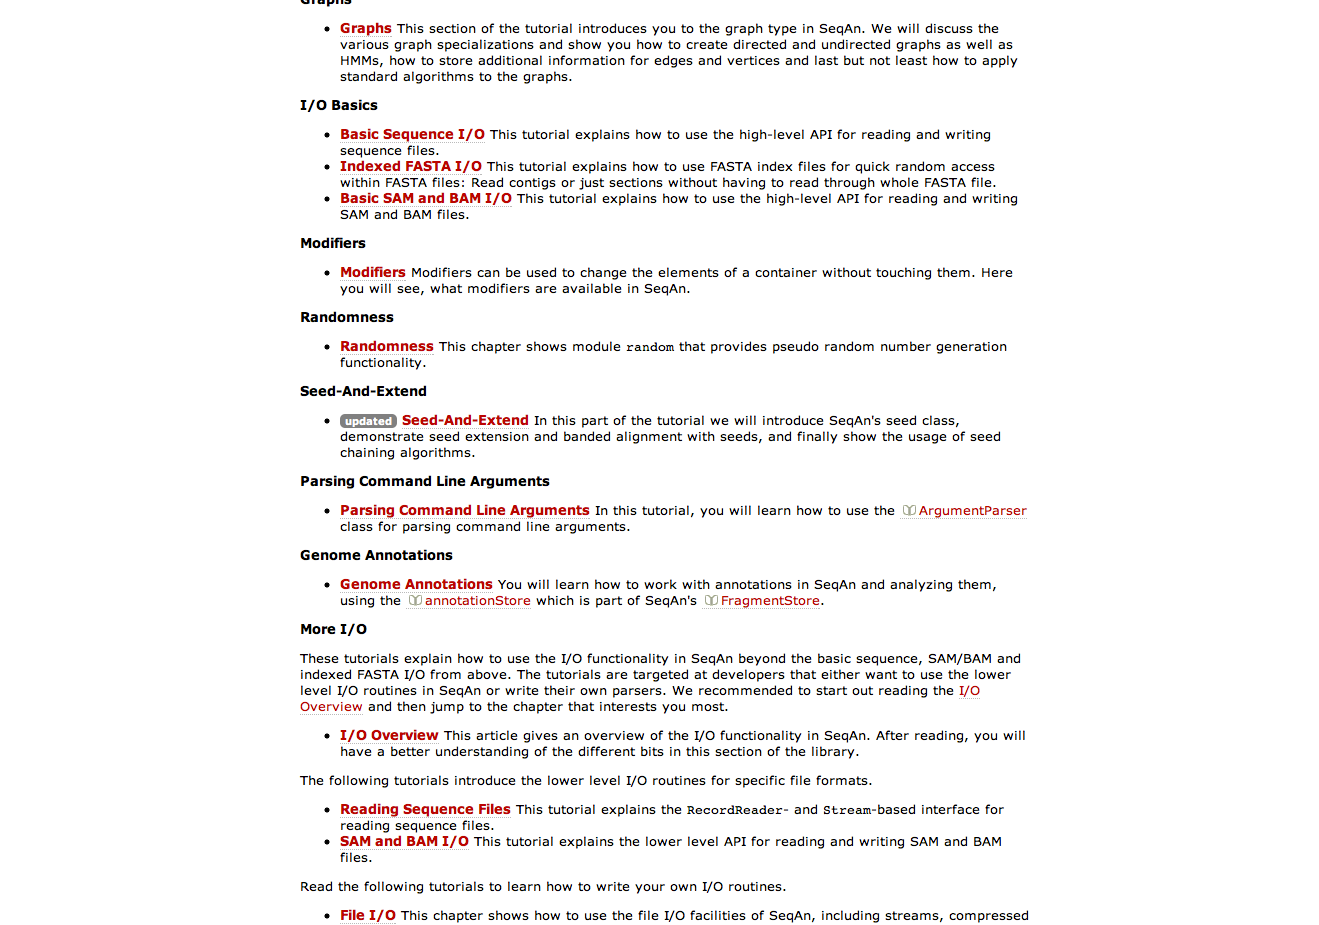 Graphs
Graphs This section of the tutorial introduces you to the graph type in SeqAn. We will discuss the
various graph specializations and show you how to create directed and undirected graphs as well as
HMMs, how to store additional information for edges and vertices and last but not least how to apply
standard algorithms to the graphs.
I/O Basics
Basic Sequence I/O This tutorial explains how to use the high-level API for reading and writing
sequence files.
Indexed FASTA I/O This tutorial explains how to use FASTA index files for quick random access
within FASTA files: Read contigs or just sections without having to read through whole FASTA file.
Basic SAM and BAM I/O This tutorial explains how to use the high-level API for reading and writing
SAM and BAM files.
Modifiers
Modifiers Modifiers can be used to change the elements of a container without touching them. Here
you will see, what modifiers are available in SeqAn.
Randomness
Randomness This chapter shows module random that provides pseudo random number generation
functionality.
Seed-And-Extend
updated Seed-And-Extend In this part of the tutorial we will introduce SeqAn's seed class,
demonstrate seed extension and banded alignment with seeds, and finally show the usage of seed
chaining algorithms.
Parsing Command Line Arguments
Parsing Command Line Arguments In this tutorial, you will learn how to use the ArgumentParser
class for parsing command line arguments.
Genome Annotations
Genome Annotations You will learn how to work with annotations in SeqAn and analyzing them,
using the annotationStore which is part of SeqAn's FragmentStore.
More I/O
These tutorials explain how to use the I/O functionality in SeqAn beyond the basic sequence, SAM/BAM and
indexed FASTA I/O from above. The tutorials are targeted at developers that either want to use the lower
level I/O routines in SeqAn or write their own parsers. We recommended to start out reading the I/O
Overview and then jump to the chapter that interests you most.
I/O Overview This article gives an overview of the I/O functionality in SeqAn. After reading, you will
have a better understanding of the different bits in this section of the library.
The following tutorials introduce the lower level I/O routines for specific file formats.
Reading Sequence Files This tutorial explains the RecordReader- and Stream-based interface for
reading sequence files.
SAM and BAM I/O This tutorial explains the lower level API for reading and writing SAM and BAM
files.
Read the following tutorials to learn how to write your own I/O routines.
File I/O This chapter shows how to use the file I/O facilities of SeqAn, including streams, compressed